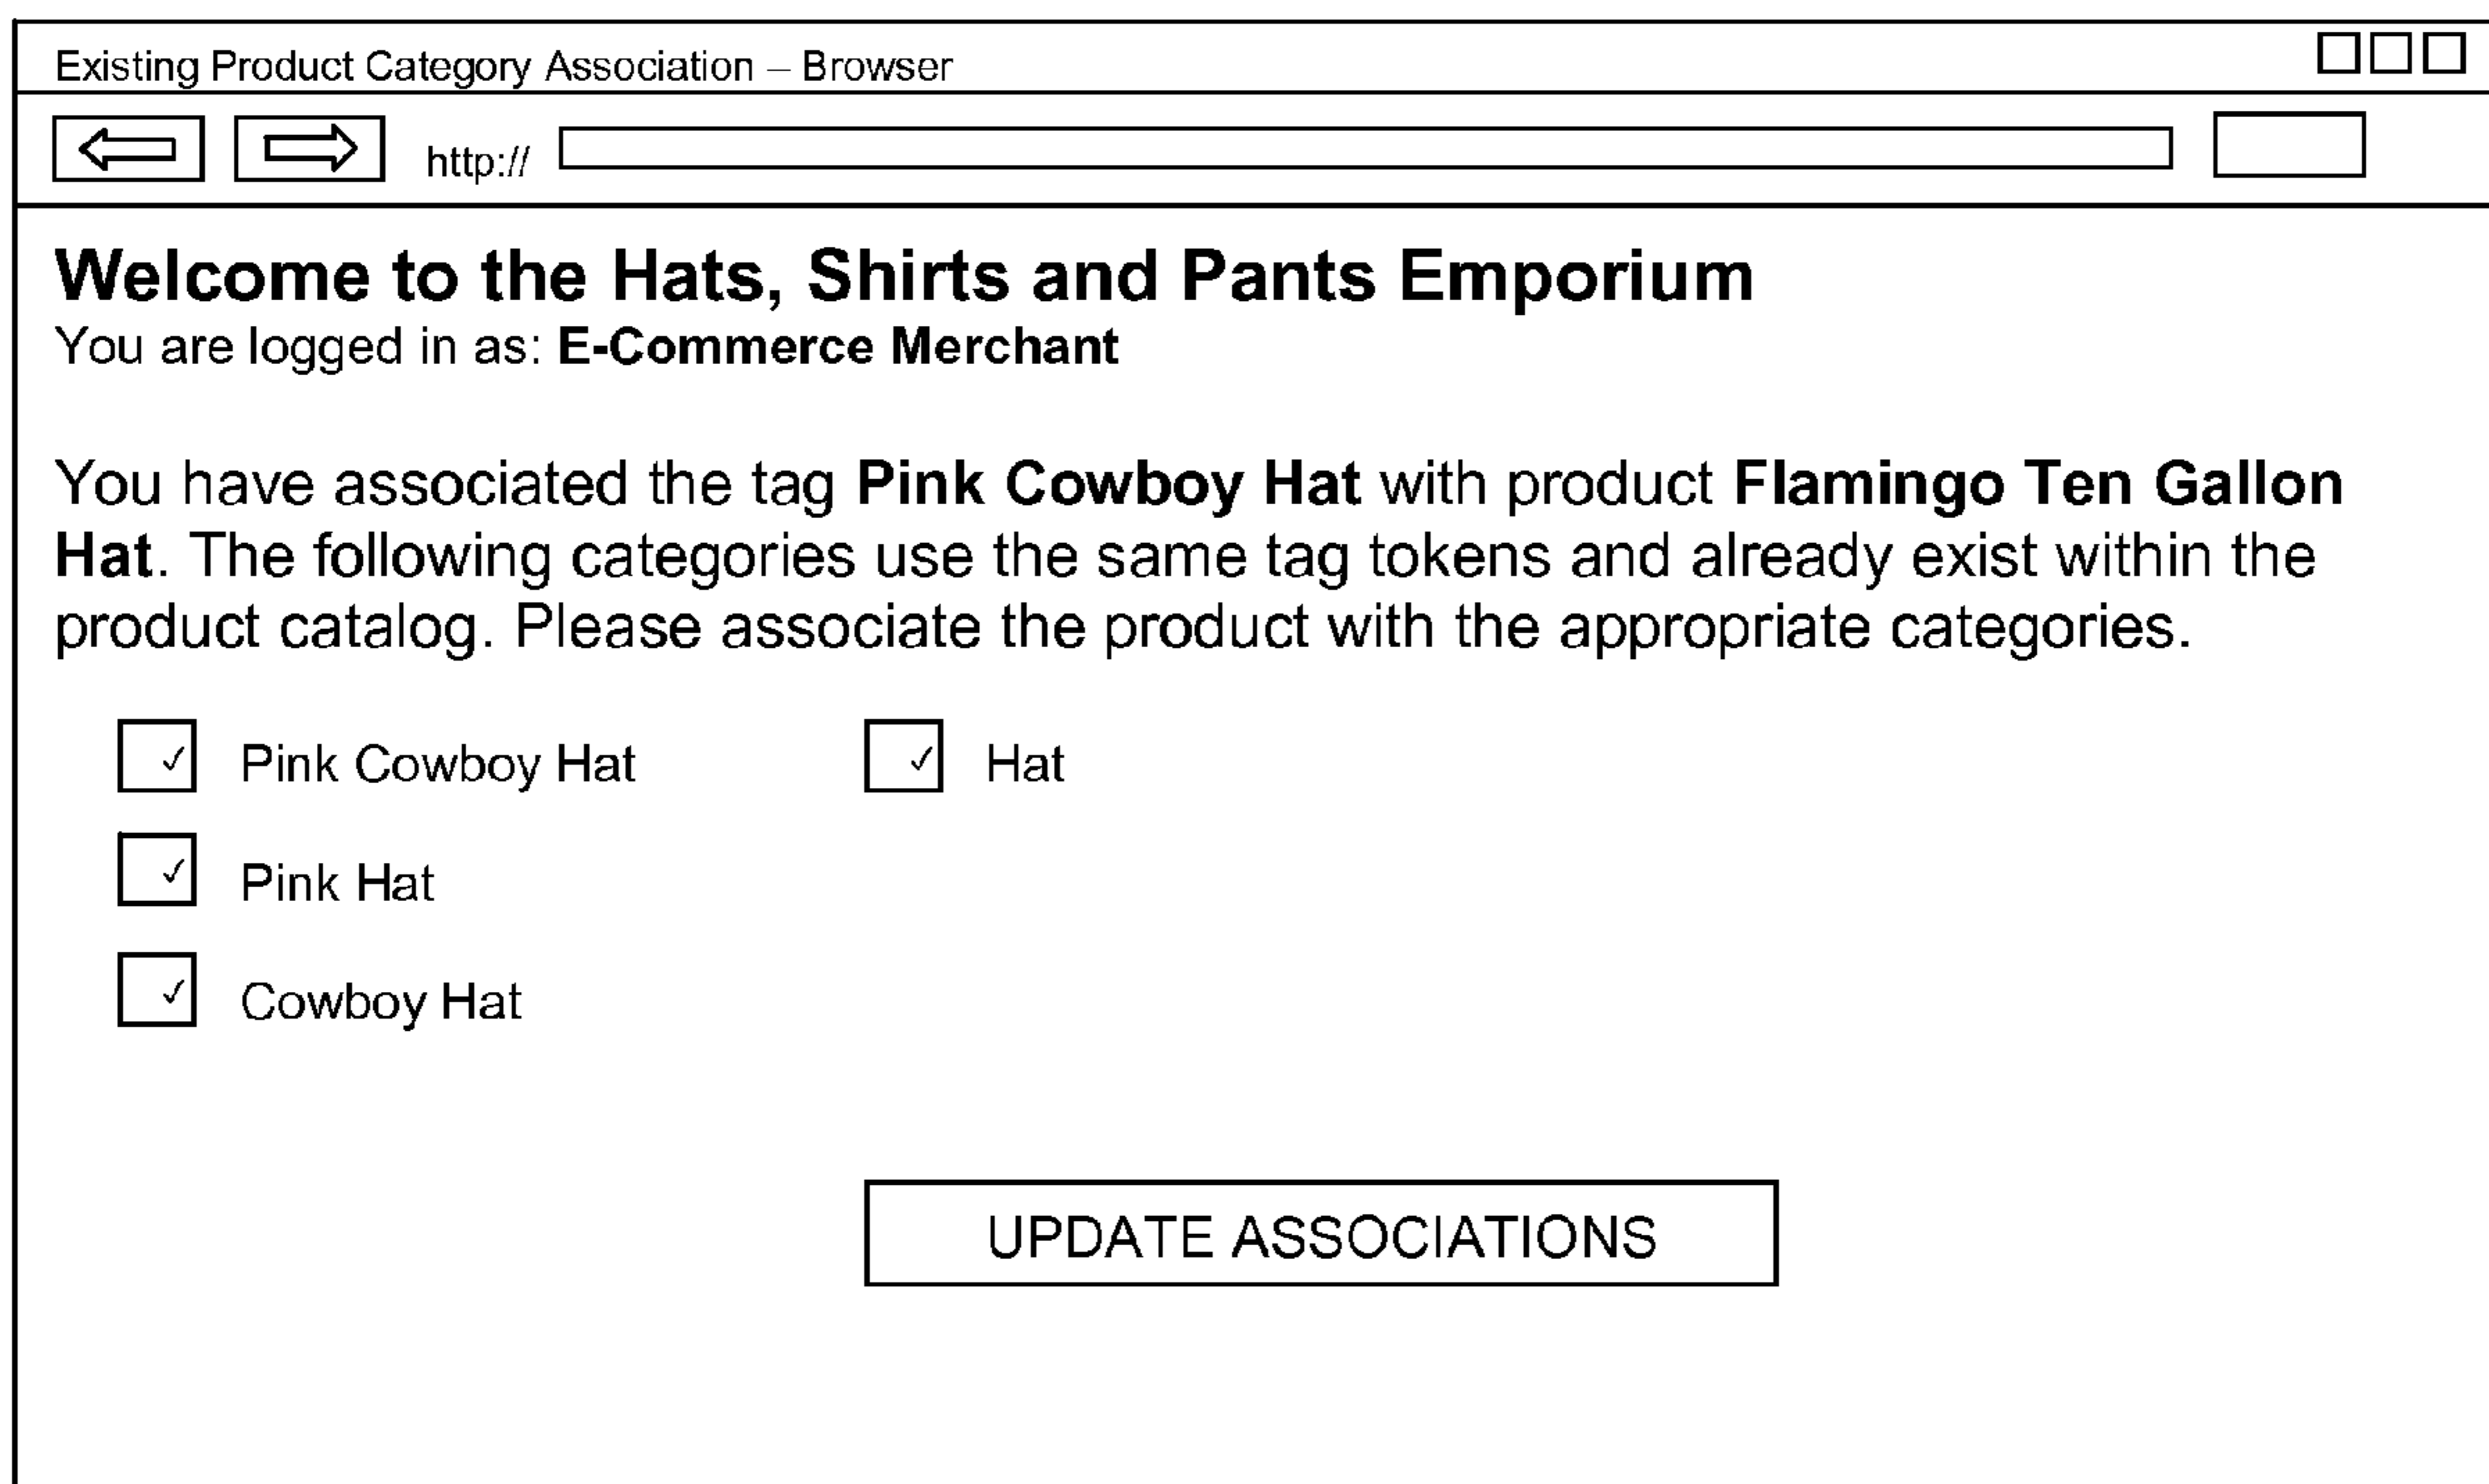 Existing Product Category Association – Browser
http://
Welcome to the Hats, Shirts and Pants Emporium
You are logged in as: E-Commerce Merchant
You have associated the tag Pink Cowboy Hat with product Flamingo Ten Gallon
Hat. The following categories use the same tag tokens and already exist within the
product catalog. Please associate the product with the appropriate categories.
✓ Pink Cowboy Hat ✓ Hat
✓ Pink Hat
✓ Cowboy Hat
UPDATE ASSOCIATIONS